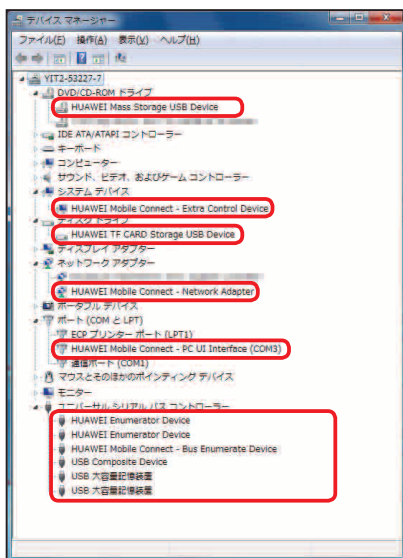 デバイス マネージャー
ファイル(F) 操作(A) 表示(V) ヘルプ(H)
YIT2-53227-7
DVD/CD-ROM ドライブ
HUAWEI Mass Storage USB Device
IDE ATA/ATAPI コントローラー
キーボード
コンピューター
サウンド、ビデオ、およびゲーム コントローラー
システム デバイス
HUAWEI Mobile Connect - Extra Control Device
ディスク ドライブ
HUAWEI TF CARD Storage USB Device
ディスプレイ アダプター
ネットワーク アダプター
HUAWEI Mobile Connect - Network Adapter
ポータブル デバイス
ポート (COM と LPT)
ECP プリンター ポート (LPT1)
HUAWEI Mobile Connect - PC UI Interface (COM3)
通信ポート (COM1)
マウスとそのほかのポインティング デバイス
モニター
ユニバーサル シリアル バス コントローラー
HUAWEI Enumerator Device
HUAWEI Enumerator Device
HUAWEI Mobile Connect - Bus Enumerate Device
USB Composite Device
USB 大容量記憶装置
USB 大容量記憶装置